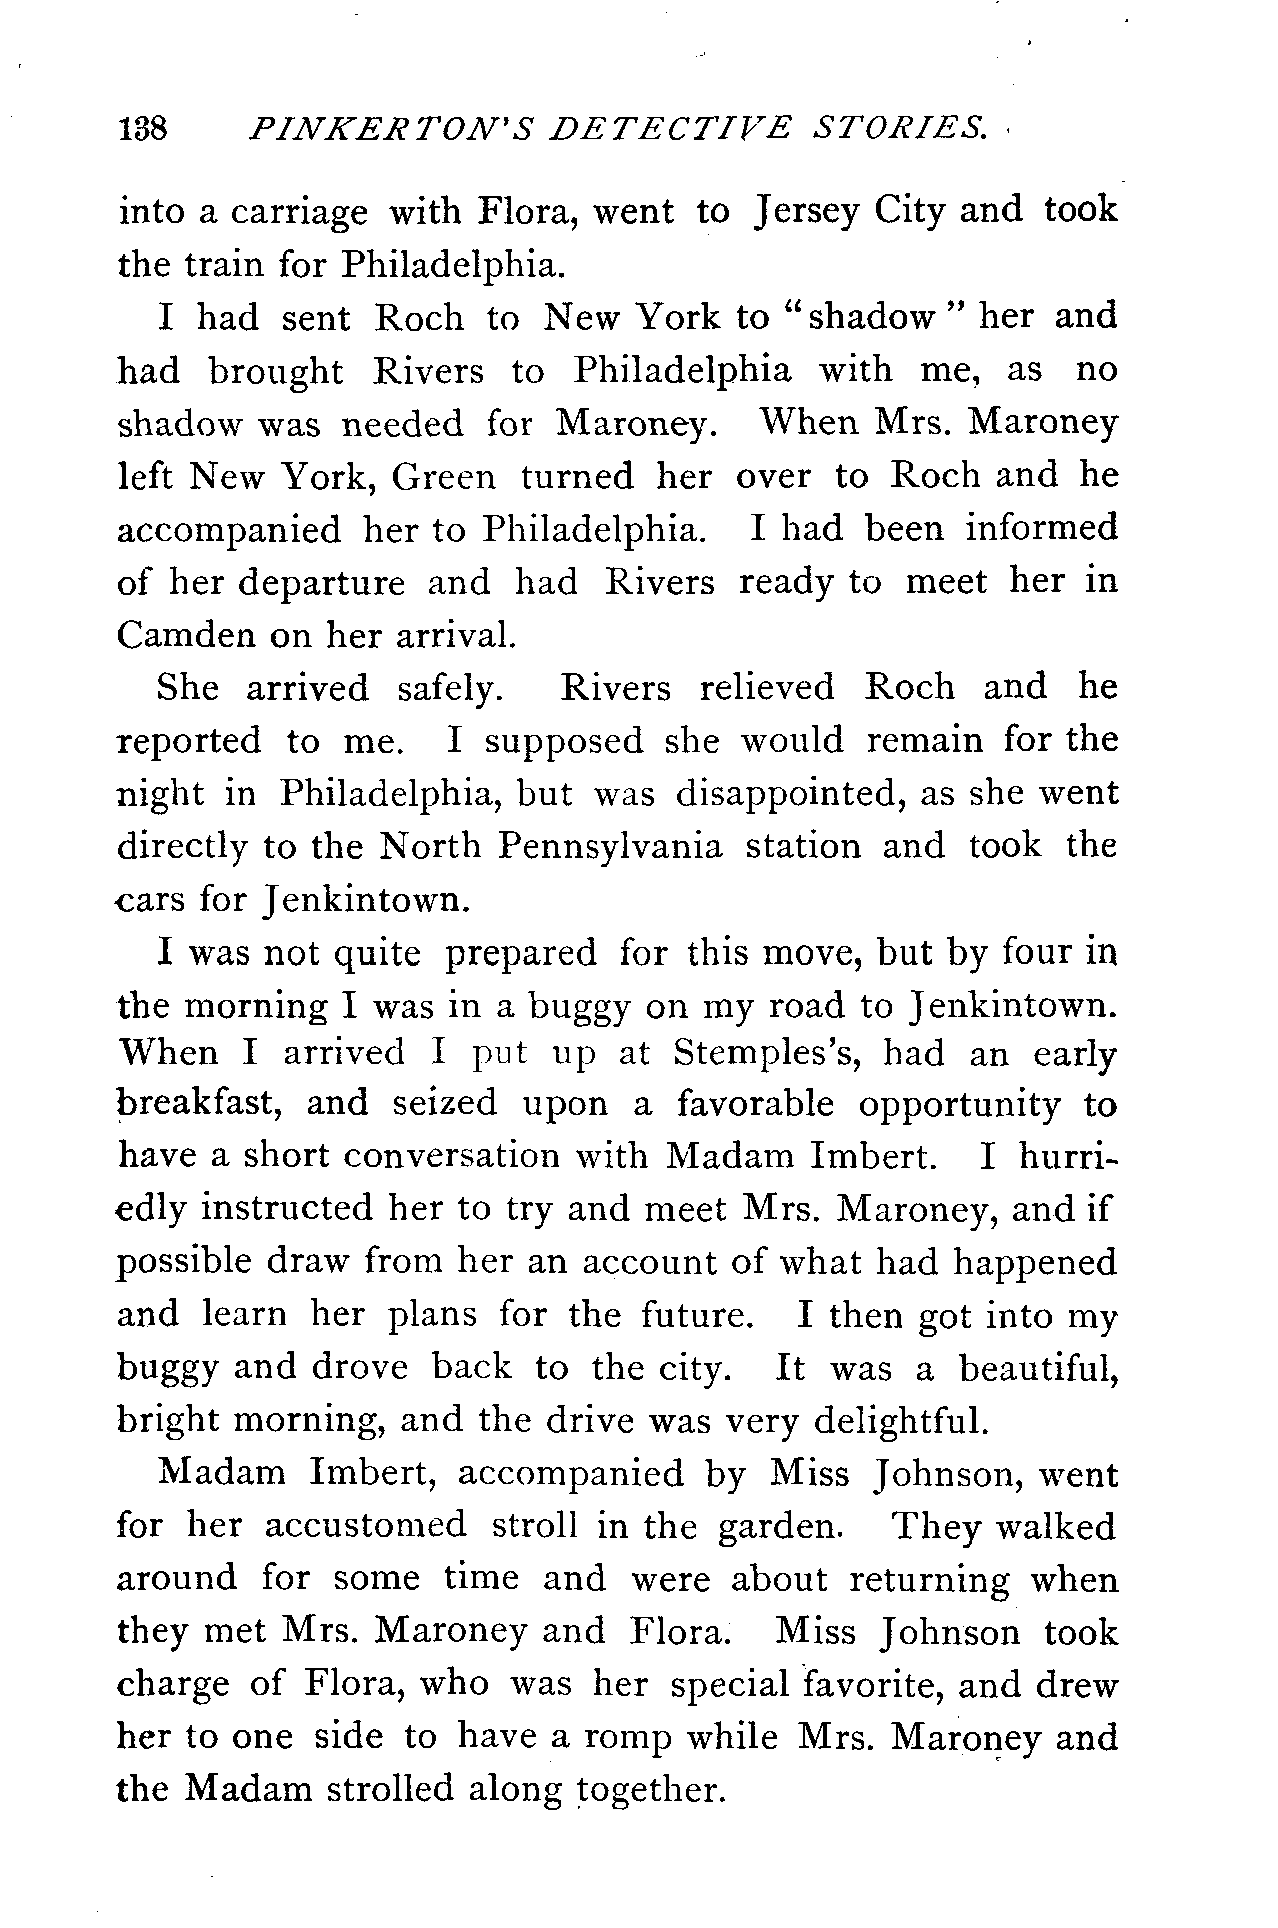 138 PINKERTON'S DETECTIVE STORIES.
into a carriage with Flora, went to Jersey City and took
the train for Philadelphia.
I had sent Roch to New York to "shadow" her and
had brought Rivers to Philadelphia with me, as no
shadow was needed for Maroney. When Mrs. Maroney
left New York, Green turned her over to Roch and he
accompanied her to Philadelphia. I had been informed
of her departure and had Rivers ready to meet her in
Camden on her arrival.
She arrived safely. Rivers relieved Roch and he
reported to me. I supposed she would remain for the
night in Philadelphia, but was disappointed, as she went
directly to the North Pennsylvania station and took the
cars for Jenkintown.
I was not quite prepared for this move, but by four in
the morning I was in a buggy on my road to Jenkintown.
When I arrived I put up at Stemples's, had an early
breakfast, and seized upon a favorable opportunity to
have a short conversation with Madam Imbert. I hurri-
edly instructed her to try and meet Mrs. Maroney, and if
possible draw from her an account of what had happened
and learn her plans for the future. I then got into my
buggy and drove back to the city. It was a beautiful,
bright morning, and the drive was very delightful.
Madam Imbert, accompanied by Miss Johnson, went
for her accustomed stroll in the garden. They walked
around for some time and were about returning when
they met Mrs. Maroney and Flora. Miss Johnson took
charge of Flora, who was her special favorite, and drew
her to one side to have a romp while Mrs. Maroney and
the Madam strolled along together.